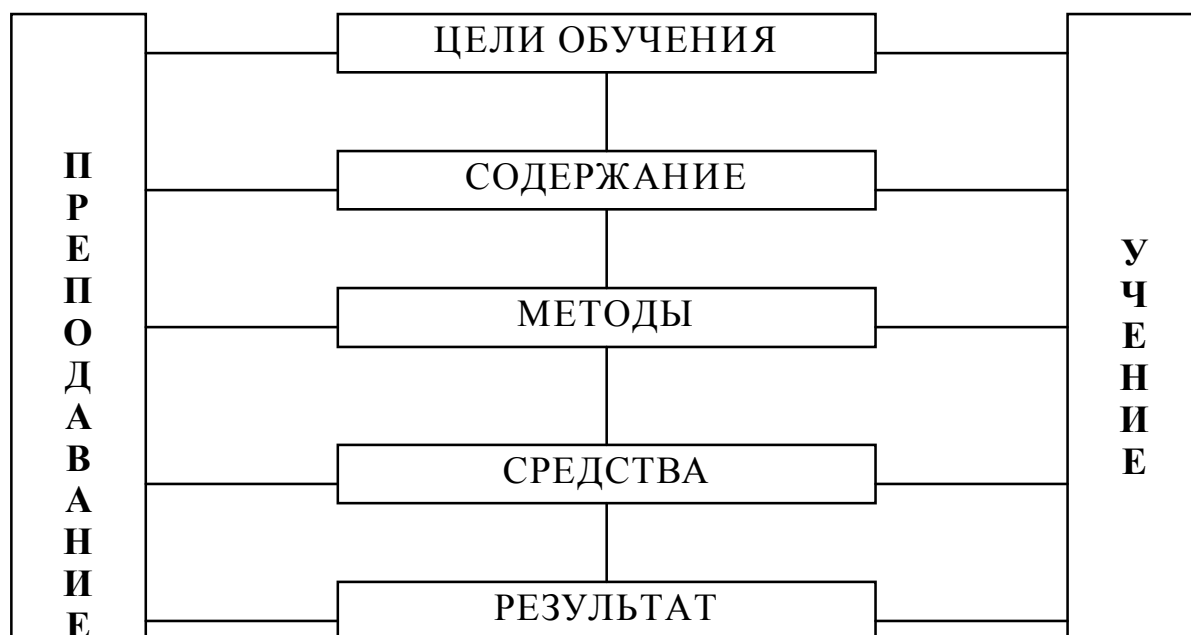 ПРЕПОДАВАНИЕ
ЦЕЛИ ОБУЧЕНИЯ
СОДЕРЖАНИЕ
МЕТОДЫ
СРЕДСТВА
РЕЗУЛЬТАТ
УЧЕНИЕ